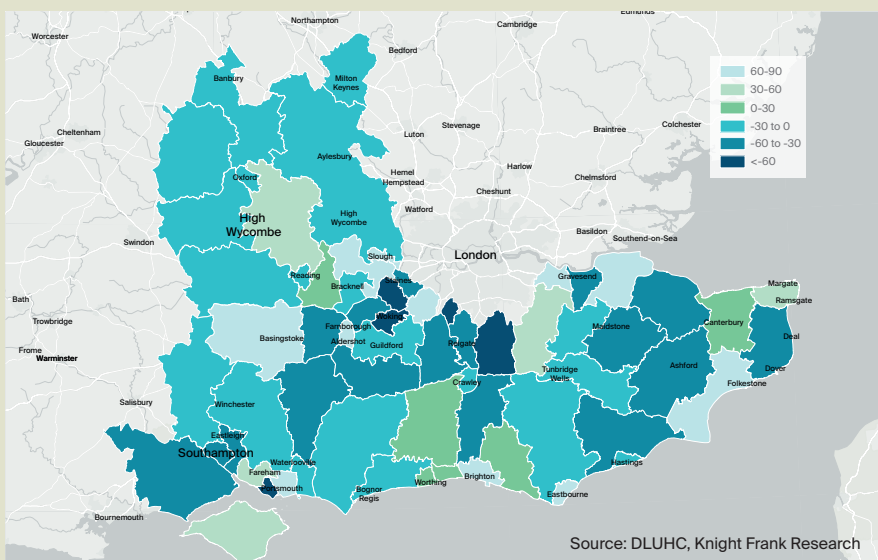 Edmunds
Northampton
Cambridge
Worcester
Bedford
Banbury
Milton
Keynes
60-90
30-60
0-30
-30 to 0
-60 to -30
<-60
Cheltenham
Gloucester
Stevenage
Luton
Braintree
Colchester
Aylesbury
Oxford
Hemel
Hempstead
Harlow
Chelmsford
Cheshunt
High
Wycombe
High
Wycombe
Watford
Basildon
Southend-on-Sea
Swindon
London
Slough
Reading
Bracknell
Staines
Gravesend
Margate
Ramsgate
Bath
Trowbridge
Woking
Farnborough
Maidstone
Canterbury
Frome
Warminster
Basingstoke
Aldershot
Guildford
Reigate
Deal
Ashford
Dover
Tunbridge
Wells
Crawley
Folkestone
Salisbury
Winchester
Eastleigh
Southampton
Waterlooville
Fareham
Portsmouth
Bognor
Regis
Worthing
Brighton
Hastings
Eastbourne
Bournemouth
Source: DLUHC, Knight Frank Research